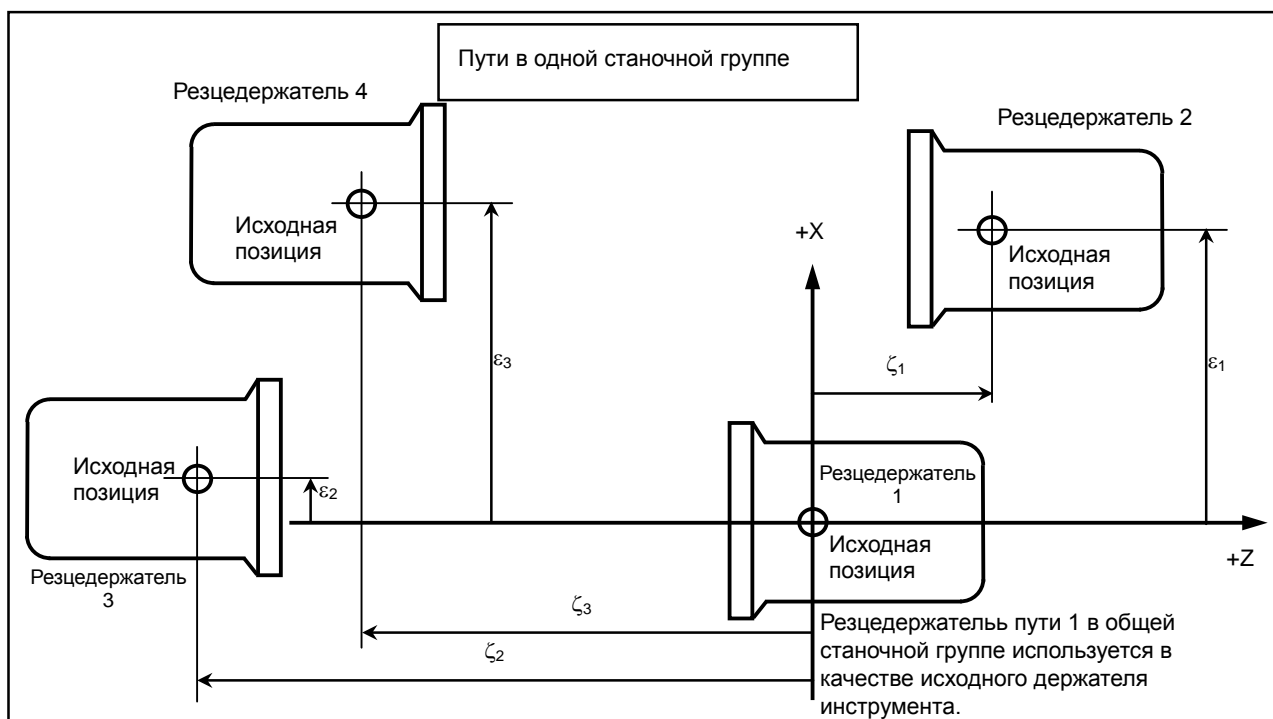 Пути в одной станочной группе
Резцедержатель 4
Резцедержатель 2
Исходная
позиция
+X
Исходная
позиция
ε3
ζ1
ε1
Исходная
позиция
ε2
Резцедержатель
1
Исходная
позиция
+Z
Резцедержатель
3
ζ3
ζ2
Резцедержательь пути 1 в общей
станочной группе используется в
качестве исходного держателя
инструмента.